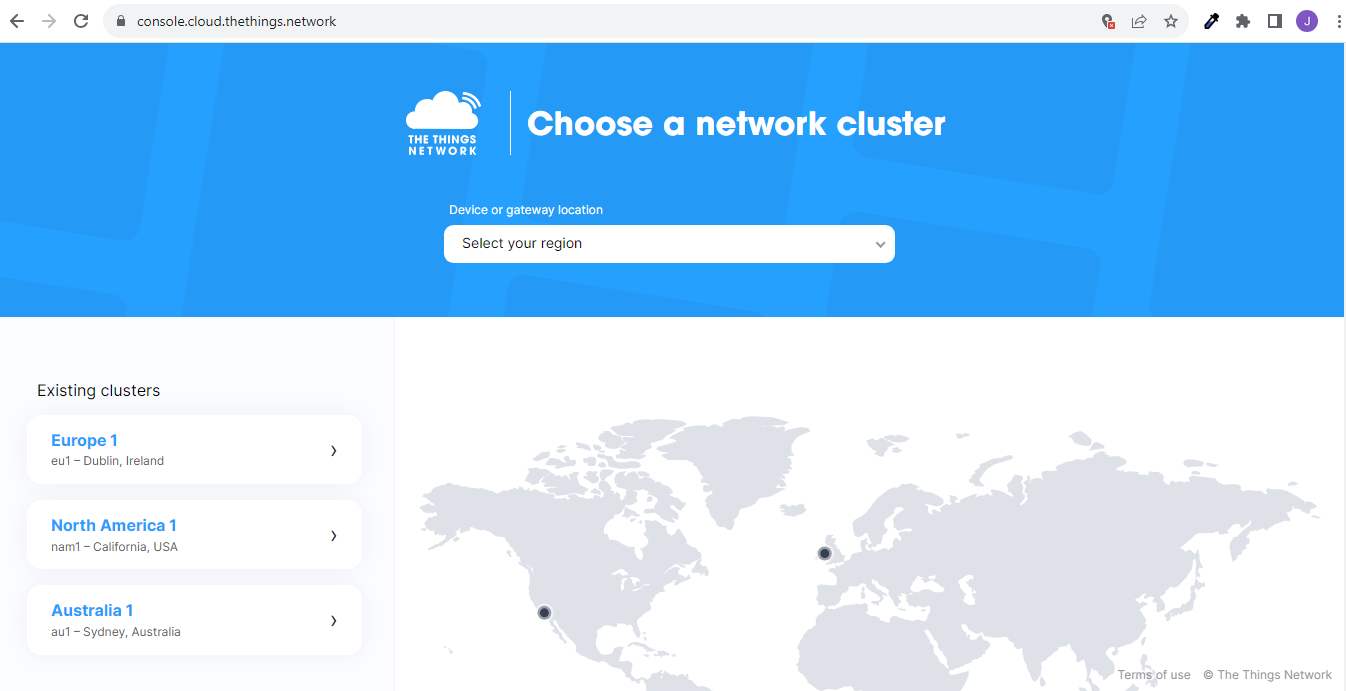 console.cloud.thethings.network
J
THE THINGS
NETWORK
Choose a network cluster
Device or gateway location
Select your region
Existing clusters
Europe 1
eu1 – Dublin, Ireland
North America 1
nam1 – California, USA
Australia 1
au1 – Sydney, Australia
Terms of use © The Things Network